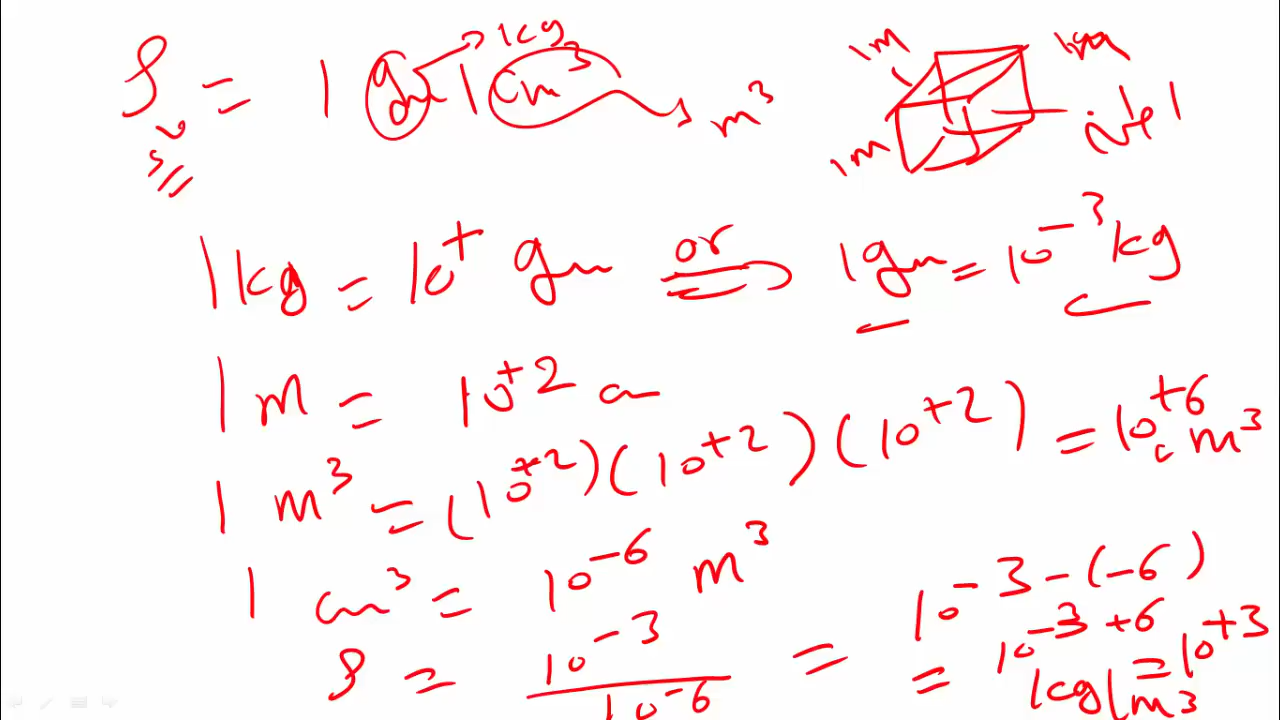 ρ = 1 gm / cm³ → 1kg m³
1m 1m 1m
1kg = 10⁺ gm or 1gm = 10⁻³ kg
1 m = 10⁺² cm
1 m³ = (10⁺²)(10⁺²)(10⁺²) = 10⁺⁶ cm³
1 cm³ = 10⁻⁶ m³
ρ = 10⁻³ / 10⁻⁶ = 10⁻³⁻⁽⁻⁶⁾
= 10⁻³⁺⁶ = 10⁺³
kg/m³